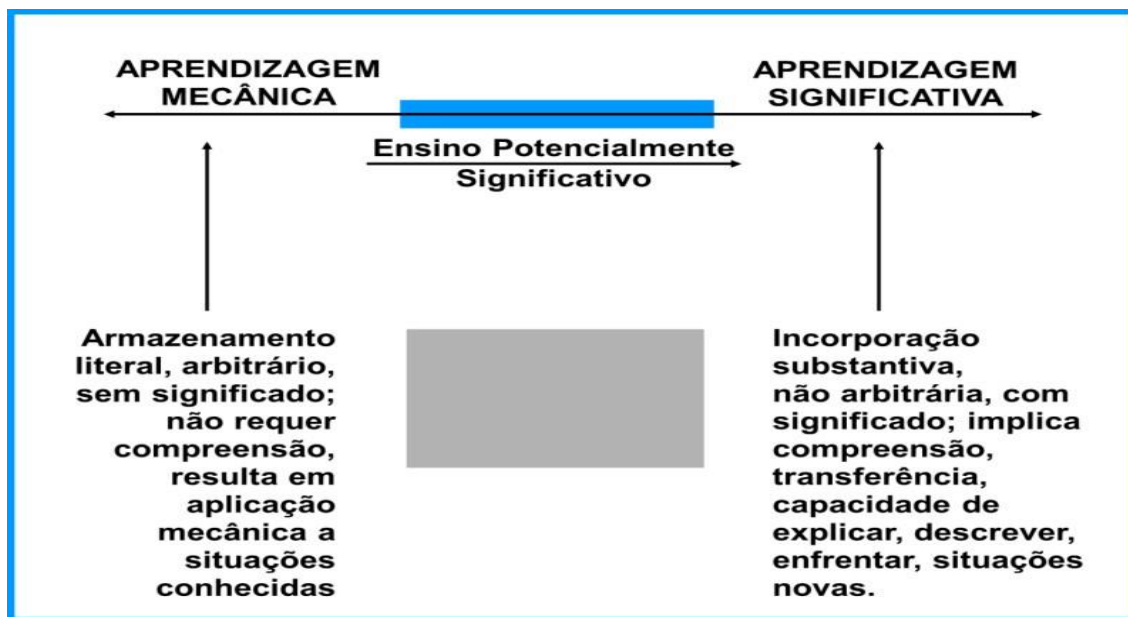 APRENDIZAGEM
MECÂNICA
APRENDIZAGEM
SIGNIFICATIVA
Ensino Potencialmente
Significativo
Armazenamento
literal, arbitrário,
sem significado;
não requer
compreensão,
resulta em
aplicação
mecânica a
situações
conhecidas
Incorporação
substantiva,
não arbitrária, com
significado; implica
compreensão,
transferência,
capacidade de
explicar, descrever,
enfrentar, situações
novas.